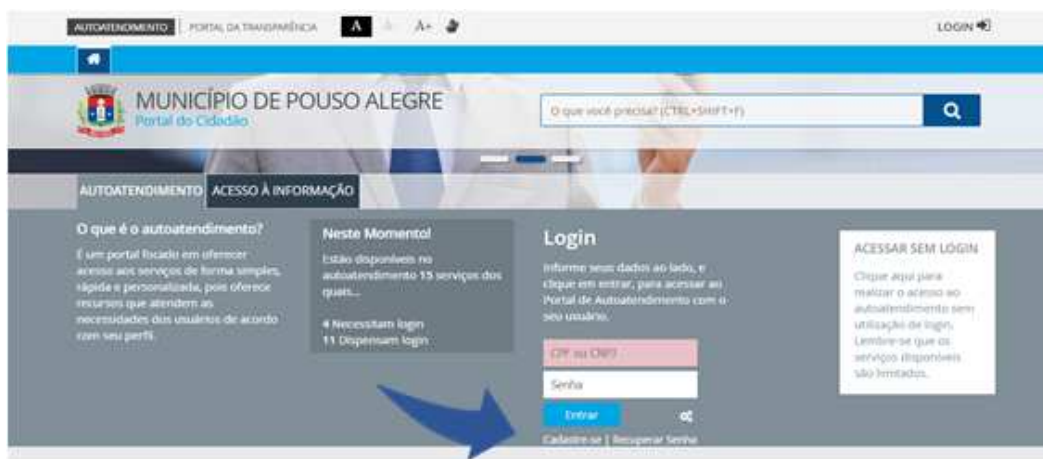 AUTOATENDIMENTO PORTAL DA TRANSPARÊNCIA A A- A+ LOGIN
MUNICÍPIO DE POUSO ALEGRE
Portal do Cidadão
O que você precisa? (CTRL+SHIFT+F)
AUTOATENDIMENTO ACESSO À INFORMAÇÃO
O que é o autoatendimento?
É um portal focado em oferecer
acesso aos serviços de forma simples,
rápida e personalizada, pois oferece
recursos que atendem as
necessidades dos usuários de acordo
com seu perfil.
Neste Momento!
Estão disponíveis no
autoatendimento 15 serviços dos
quais...
4 Necessitam login
11 Dispensam login
Login
Informe seus dados ao lado, e
clique em entrar, para acessar ao
Portal de Autoatendimento com o
seu usuário.
CPF ou CNPJ
Senha
Entrar
Cadastre-se | Recuperar Senha
ACESSAR SEM LOGIN
Clique aqui para
realizar o acesso ao
autoatendimento sem
utilização de login.
Lembre-se que os
serviços disponíveis
são limitados.